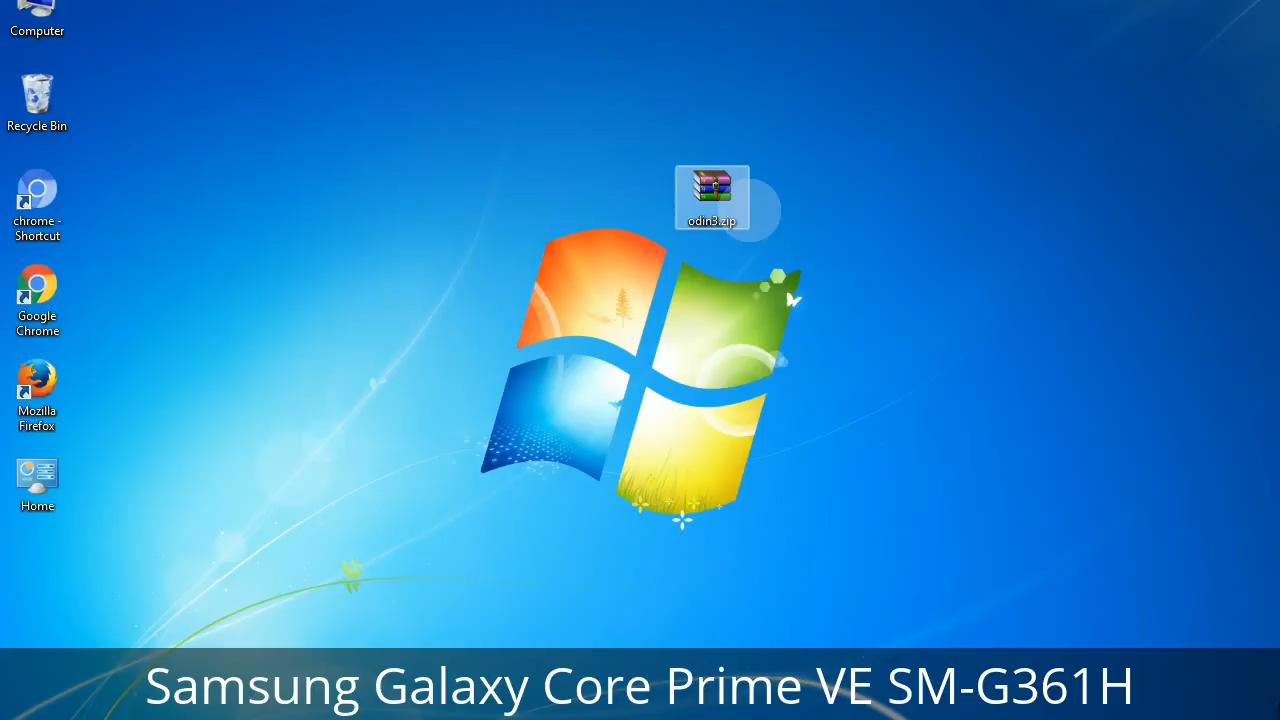 Computer
Recycle Bin
chrome -
Shortcut
Google
Chrome
Mozilla
Firefox
Home
odin3.zip
Samsung Galaxy Core Prime VE SM-G361H